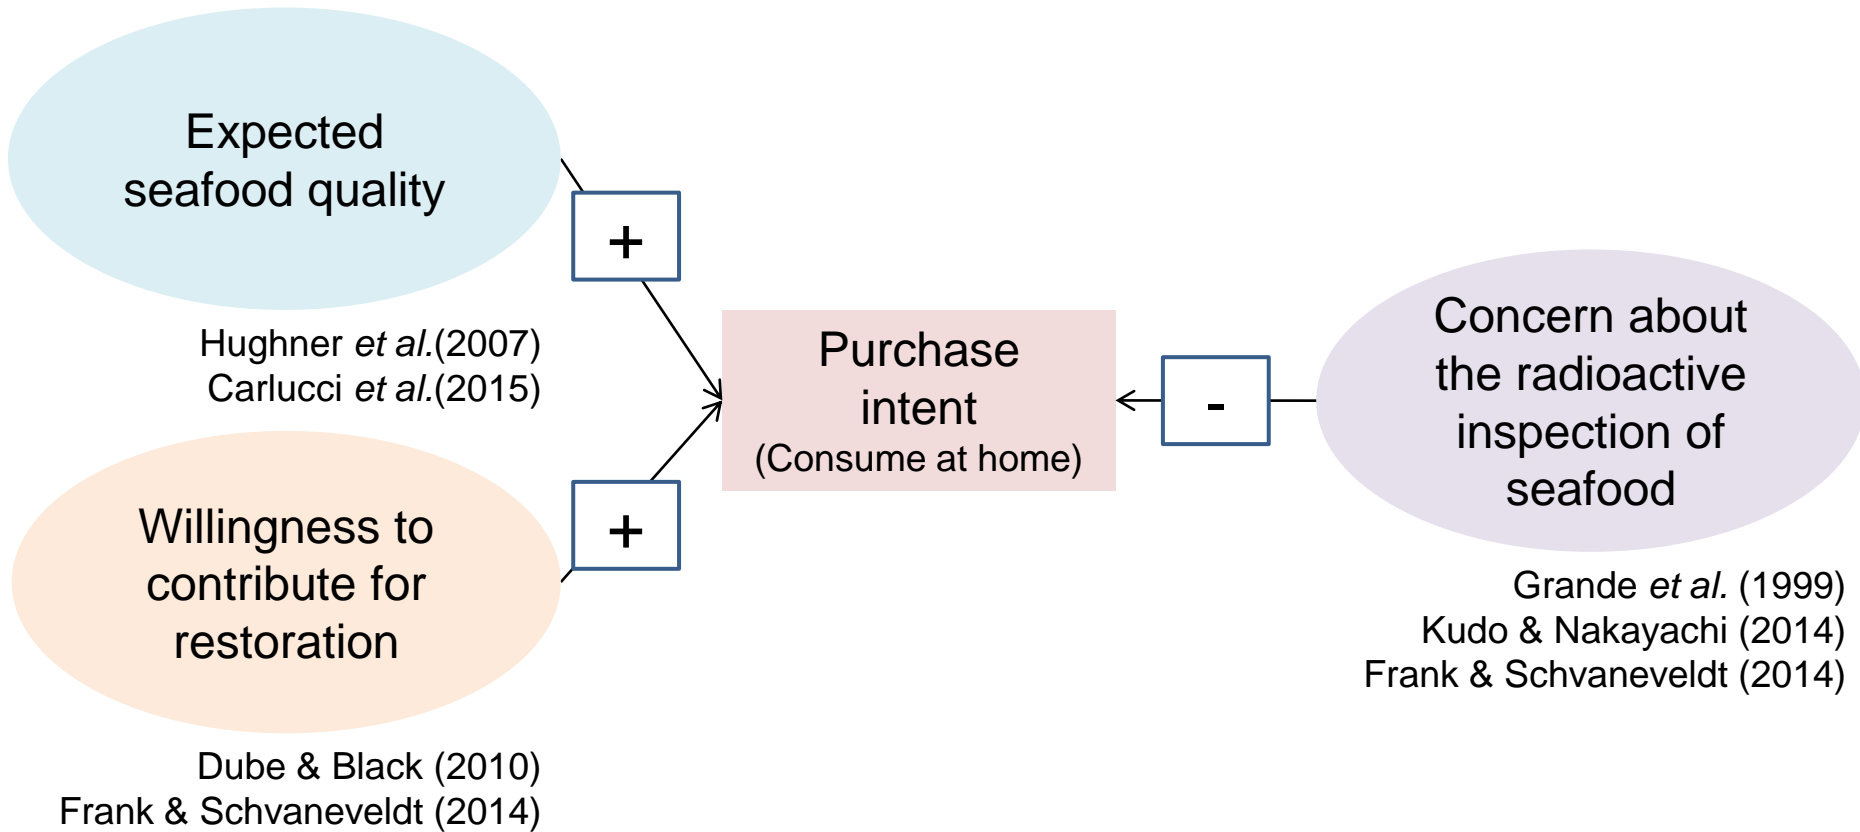 Expected
seafood quality
+
Hughner et al.(2007)
Carlucci et al.(2015)
Purchase
intent
(Consume at home)
-
Concern about
the radioactive
inspection of
seafood
Willingness to
contribute for
restoration
+
Grande et al. (1999)
Kudo & Nakayachi (2014)
Frank & Schvaneveldt (2014)
Dube & Black (2010)
Frank & Schvaneveldt (2014)